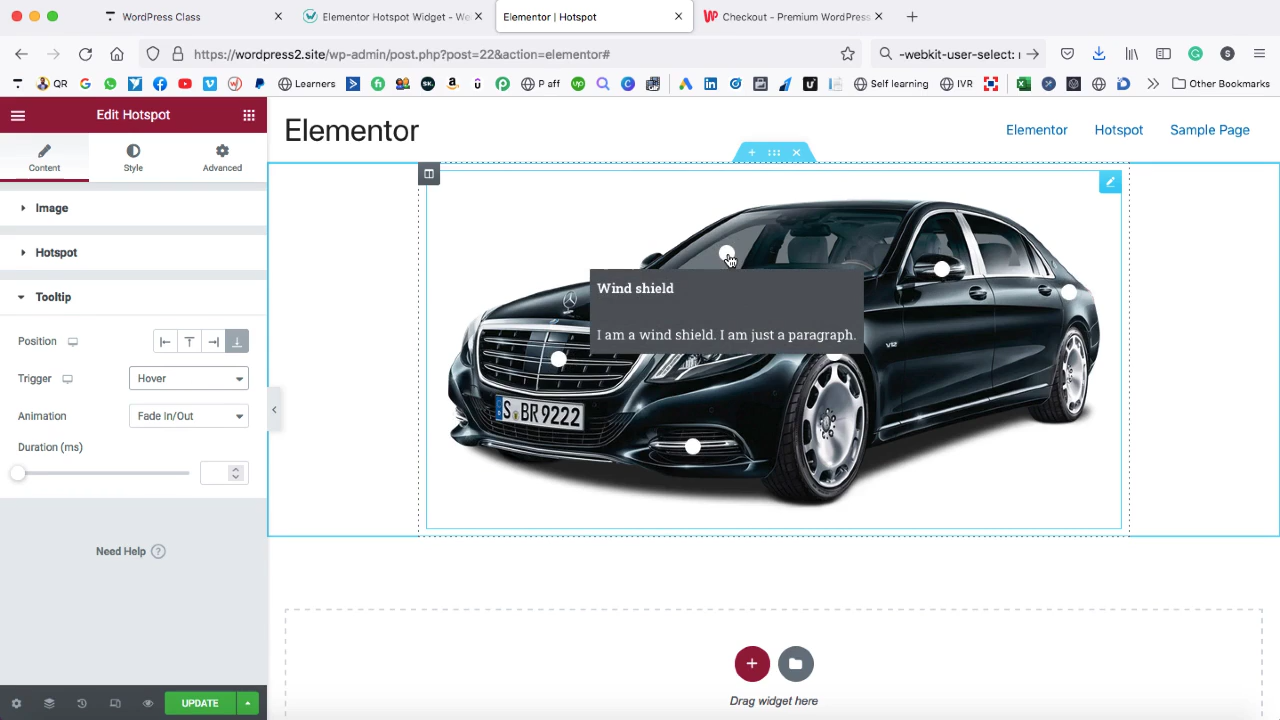 WordPress Class
Elementor Hotspot Widget - Wo
Elementor | Hotspot
Checkout - Premium WordPress
https://wordpress2.site/wp-admin/post.php?post=22&action=elementor#
-webkit-user-select: n
QR
Learners
P aff
Self learning
IVR
Other Bookmarks
Edit Hotspot
Content
Style
Advanced
Image
Hotspot
Tooltip
Position
Trigger
Hover
Animation
Fade In/Out
Duration (ms)
Need Help
UPDATE
Elementor
Elementor
Hotspot
Sample Page
Wind shield
I am a wind shield. I am just a paragraph.
V12
S BR 9222
Drag widget here